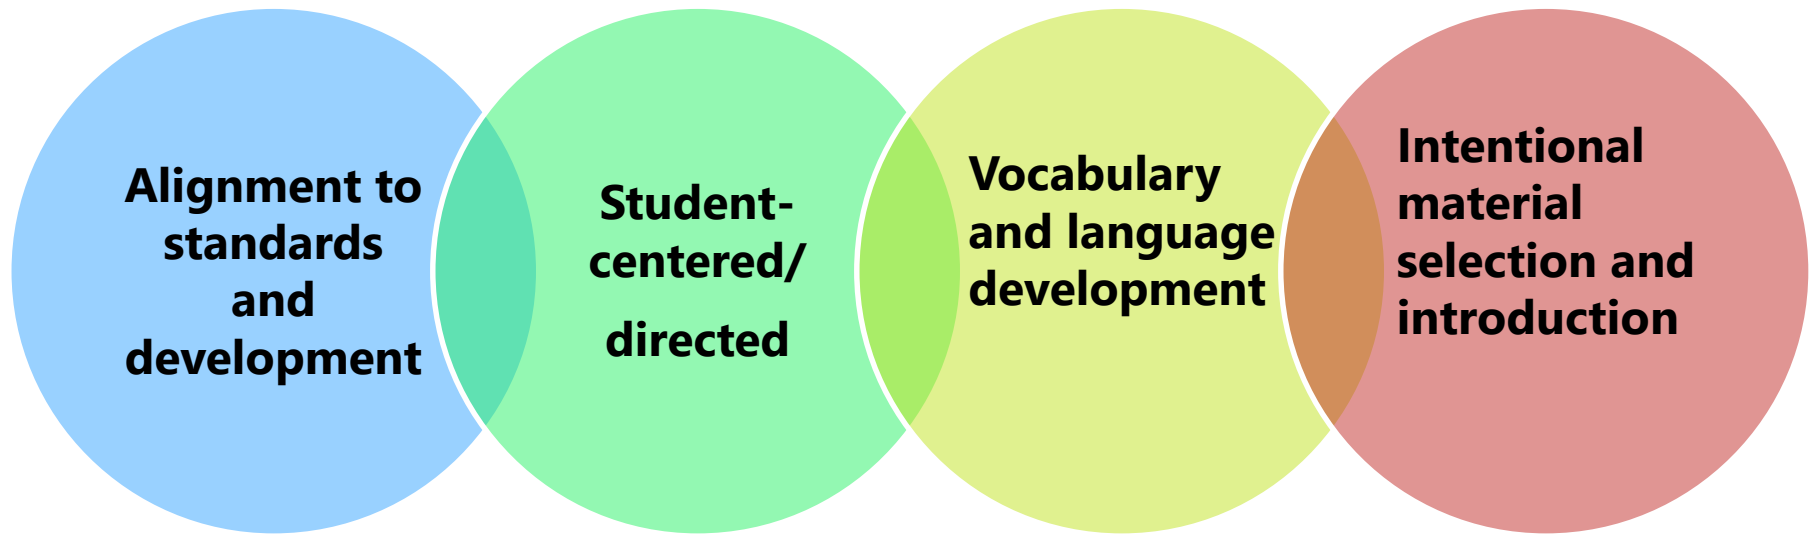 Alignment to
standards
and
development
Student-
centered/
directed
Vocabulary
and language
development
Intentional
material
selection and
introduction